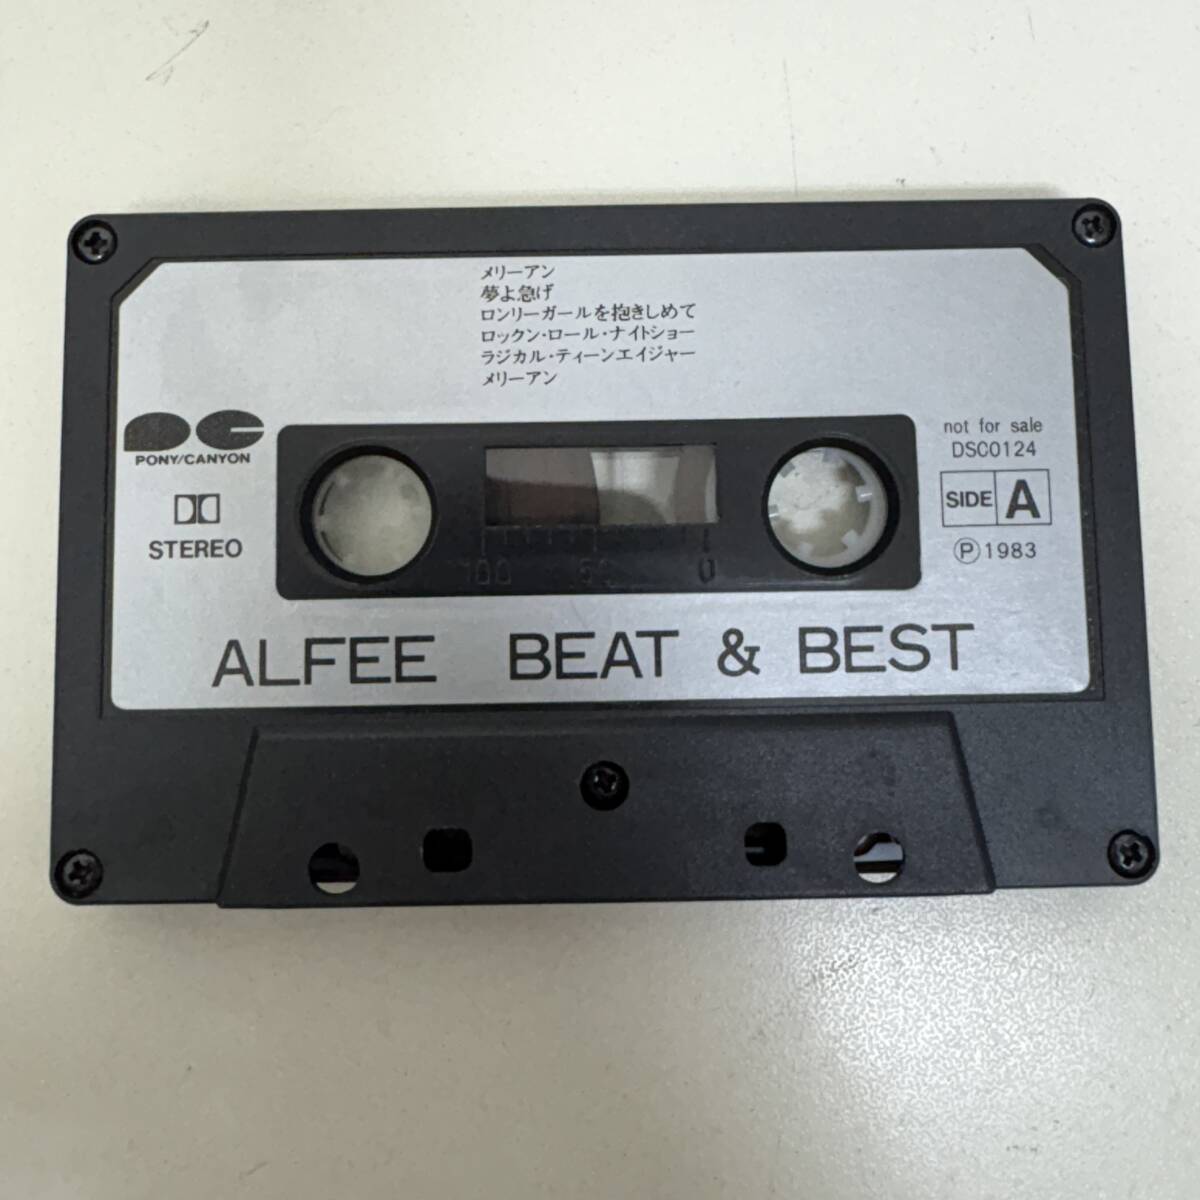 メリーアン
夢よ急げ
ロンリーガールを抱きしめて
ロックン・ロール・ナイトショー
ラジカル・ティーンエイジャー
メリーアン
PONY/CANYON
STEREO
not for sale
DSC0124
SIDE A
Ⓟ1983
100 50 0
ALFEE BEAT & BEST